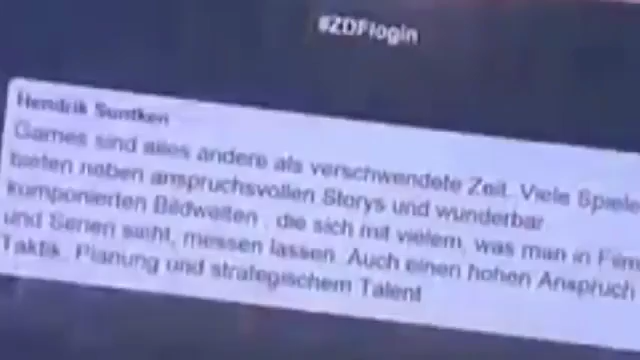 #ZDFlogin
Hendrik Suntken
Games sind alles andere als verschwendete Zeit. Viele Spiele
bieten neben anspruchsvollen Storys und wunderbar
komponierten Bildwelten , die sich mit vielem, was man in Film
und Serien sieht, messen lassen. Auch einen hohen Anspruch
Taktik, Planung und strategischem Talent